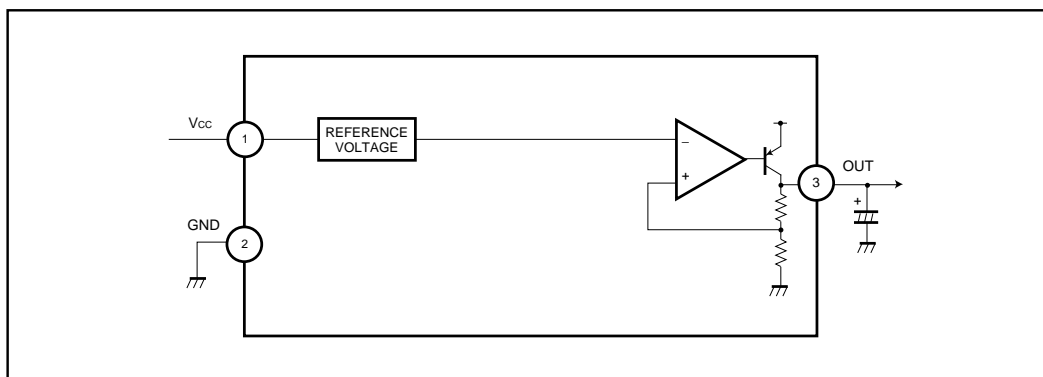 Vcc
1
REFERENCE
VOLTAGE
–
+
3
OUT
+
GND
2